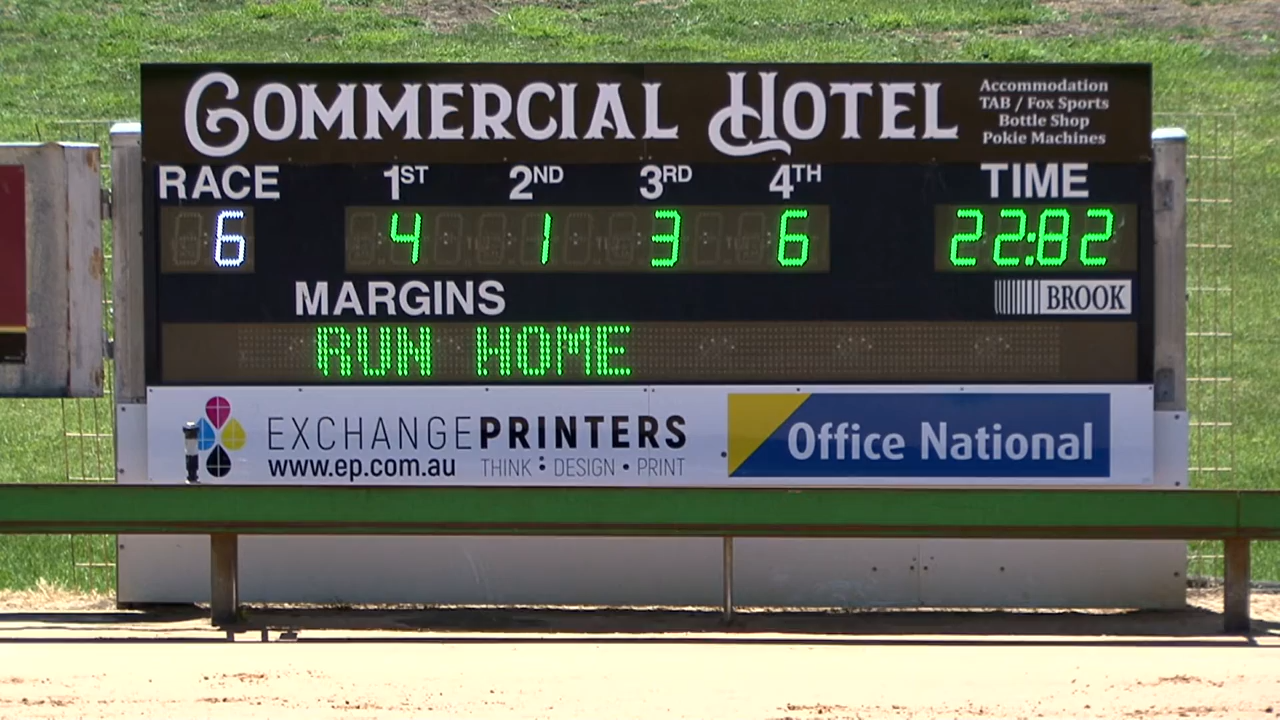 COMMERCIAL HOTEL
Accommodation
TAB / Fox Sports
Bottle Shop
Pokie Machines
RACE 1ST 2ND 3RD 4TH TIME
6 4 1 3 6 22:82
MARGINS
BROOK
RUN HOME
EXCHANGEPRINTERS
www.ep.com.au THINK • DESIGN • PRINT
Office National